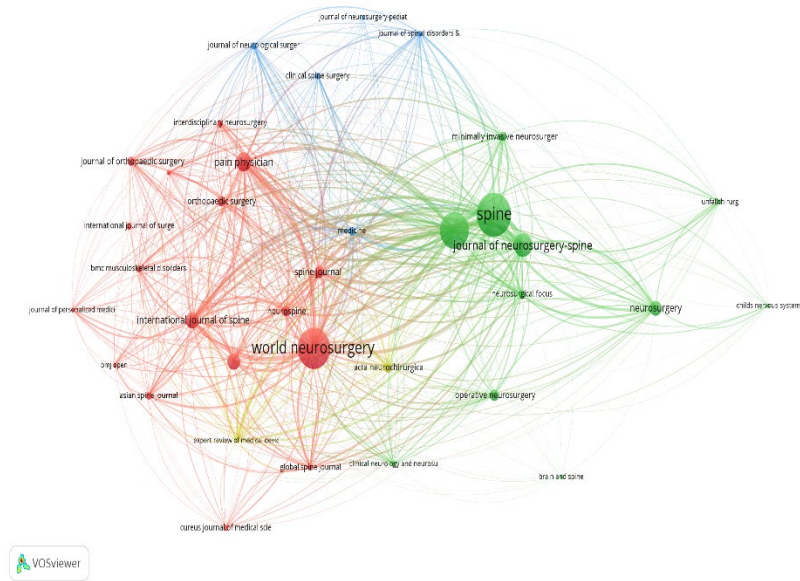 journal of neurosurgery-pediat
journal of spinal disorders &
journal of neurological surger
clinical spine surgery
interdisciplinary neurosurgery
minimally invasive neurosurger
journal of orthopaedic surgery
pain physician
orthopaedic surgery
unfallchirurg
spine
international journal of surge
medicine
journal of neurosurgery-spine
bmc musculoskeletal disorders
spine journal
neurosurgical focus
journal of personalized medici
neurospine
neurosurgery
childs nervous system
international journal of spine
world neurosurgery
bmj open
acta neurochirurgica
asian spine journal
operative neurosurgery
expert review of medical devic
global spine journal
clinical neurology and neurosu
brain and spine
cureus journal of medical scie
VOSviewer